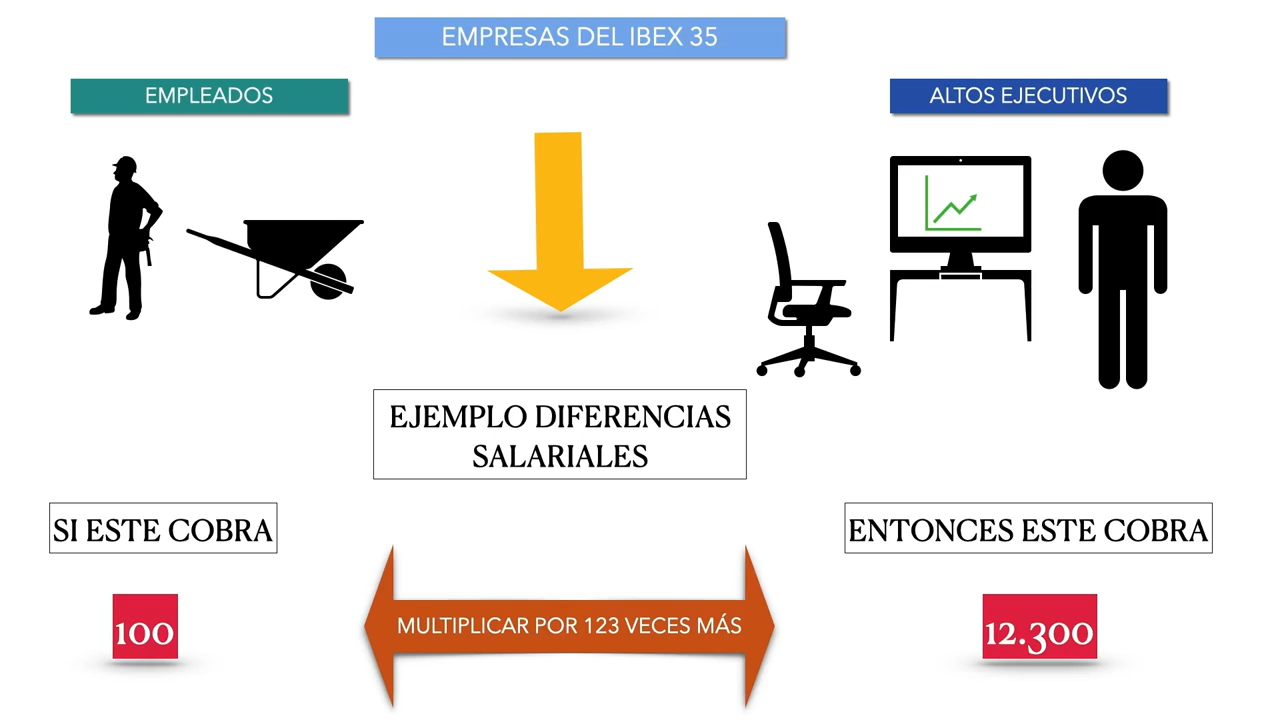 EMPRESAS DEL IBEX 35
EMPLEADOS
ALTOS EJECUTIVOS
EJEMPLO DIFERENCIAS
SALARIALES
SI ESTE COBRA
ENTONCES ESTE COBRA
100
MULTIPLICAR POR 123 VECES MÁS
12.300